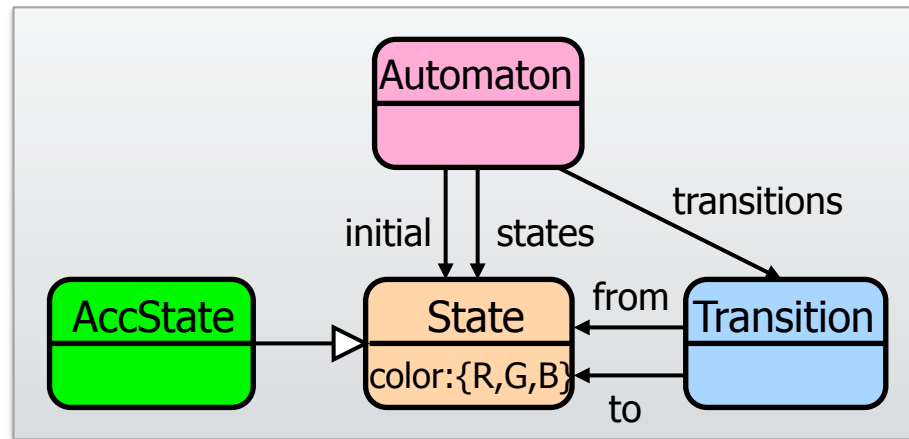 Automaton
transitions
initial
states
AccState
State
from
Transition
color:{R,G,B}
to